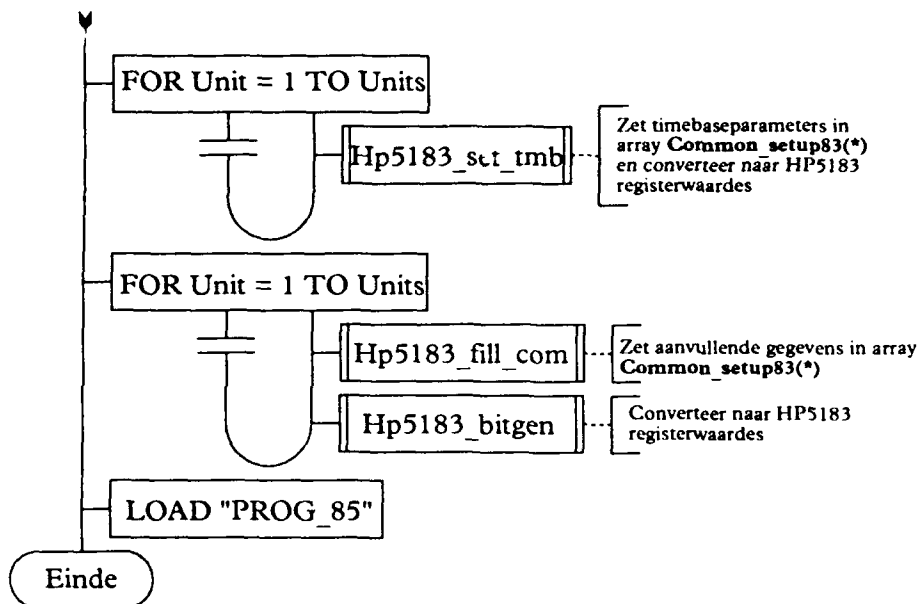 FOR Unit = 1 TO Units
Hp5183_set_tmb
Zet timebaseparameters in
array Common_setup83(*)
en converteer naar HP5183
registerwaardes
FOR Unit = 1 TO Units
Hp5183_fill_com
Zet aanvullende gegevens in array
Common_setup83(*)
Hp5183_bitgen
Converteer naar HP5183
registerwaardes
LOAD "PROG_85"
Einde